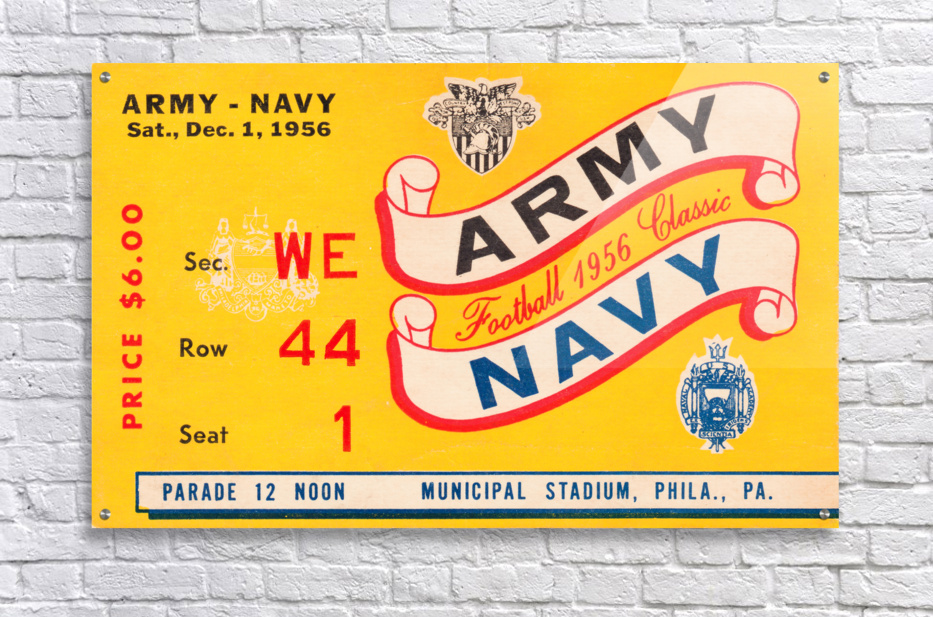 ARMY - NAVY
Sat., Dec. 1, 1956
PRICE $6.00
Sec. WE
Row 44
Seat 1
ARMY
Football 1956 Classic
NAVY
SCIENTIA
PARADE 12 NOON MUNICIPAL STADIUM, PHILA., PA.